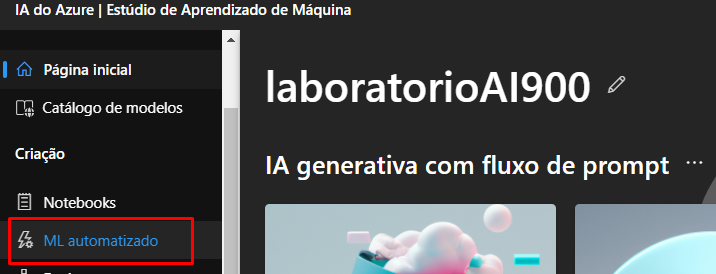 IA do Azure | Estúdio de Aprendizado de Máquina
Página inicial
Catálogo de modelos
Criação
Notebooks
ML automatizado
laboratorioAI900
IA generativa com fluxo de prompt ...